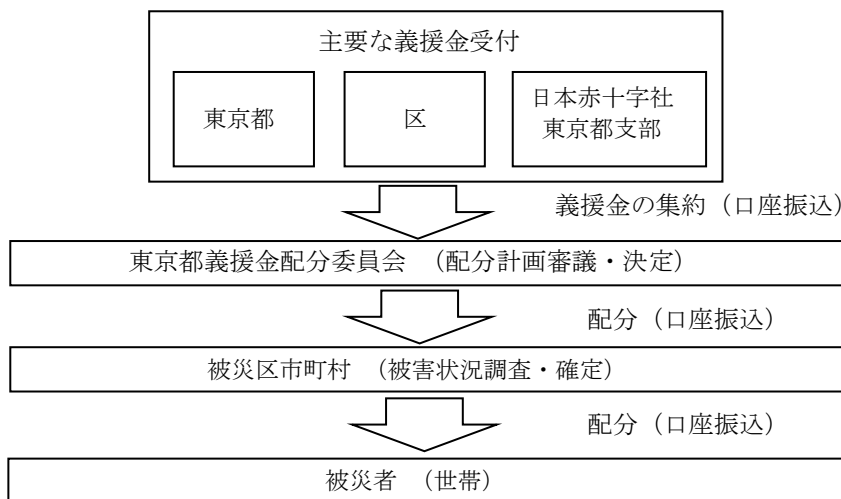 主要な義援金受付
東京都
区
日本赤十字社
東京都支部
義援金の集約（口座振込）
東京都義援金配分委員会　（配分計画審議・決定）
配分（口座振込）
被災区市町村　（被害状況調査・確定）
配分（口座振込）
被災者　（世帯）